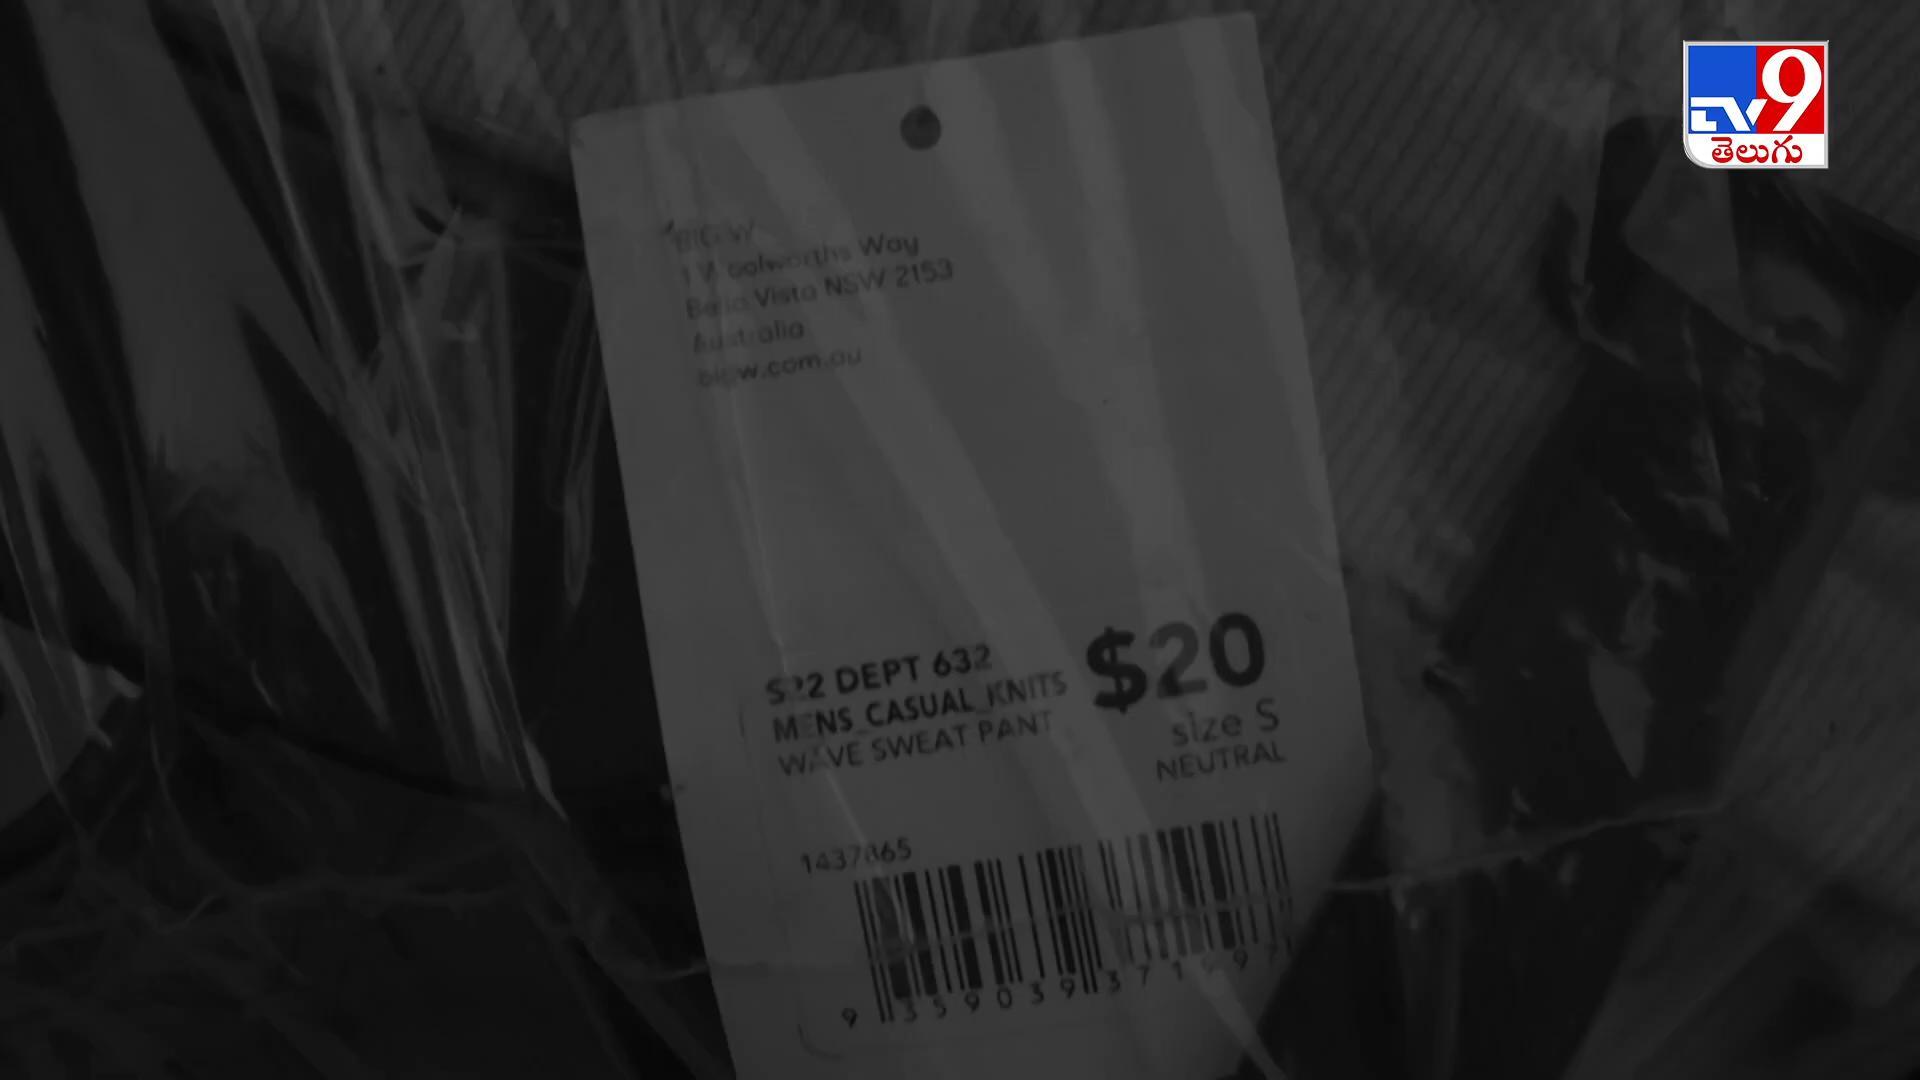 TV9
తెలుగు
BIG W
1 Woolworths Way
Bella Vista NSW 2153
Australia
bigw.com.au
S22 DEPT 632
MENS_CASUAL_KNITS
WAVE SWEAT PANT
$20
size S
NEUTRAL
1437865